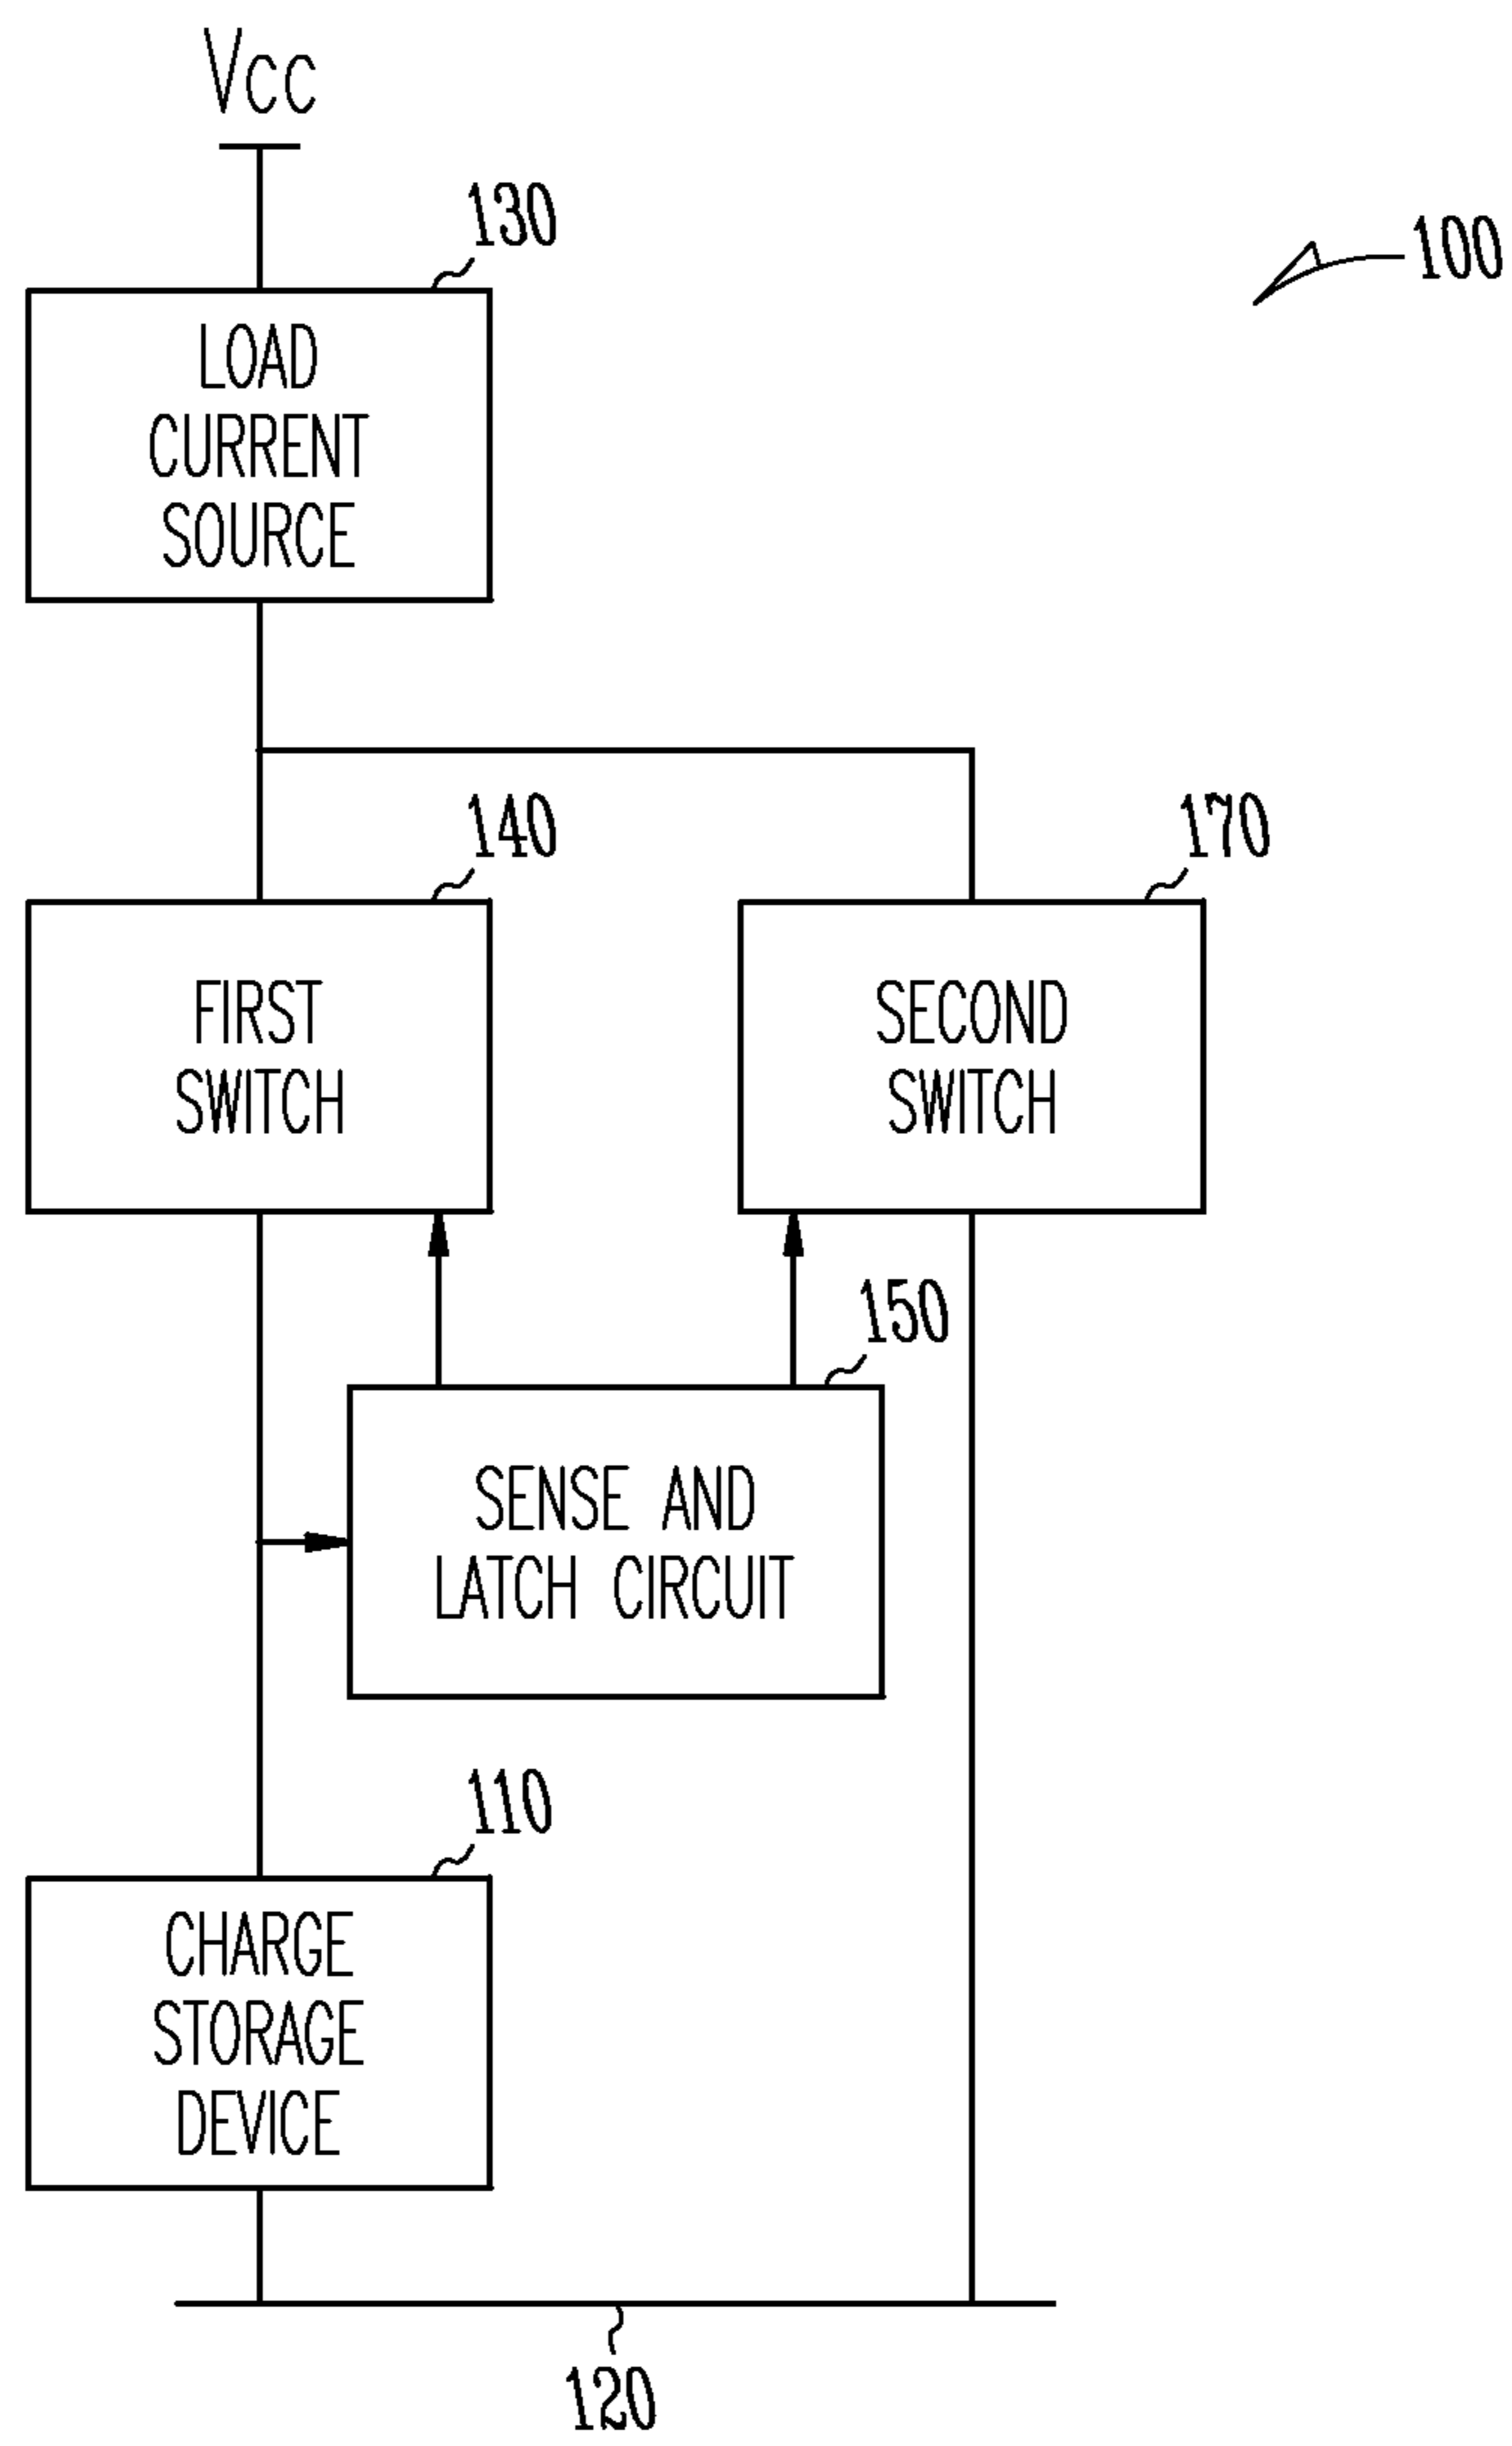 VCC
130
100
LOAD
CURRENT
SOURCE
140
170
FIRST
SWITCH
SECOND
SWITCH
150
SENSE AND
LATCH CIRCUIT
110
CHARGE
STORAGE
DEVICE
120